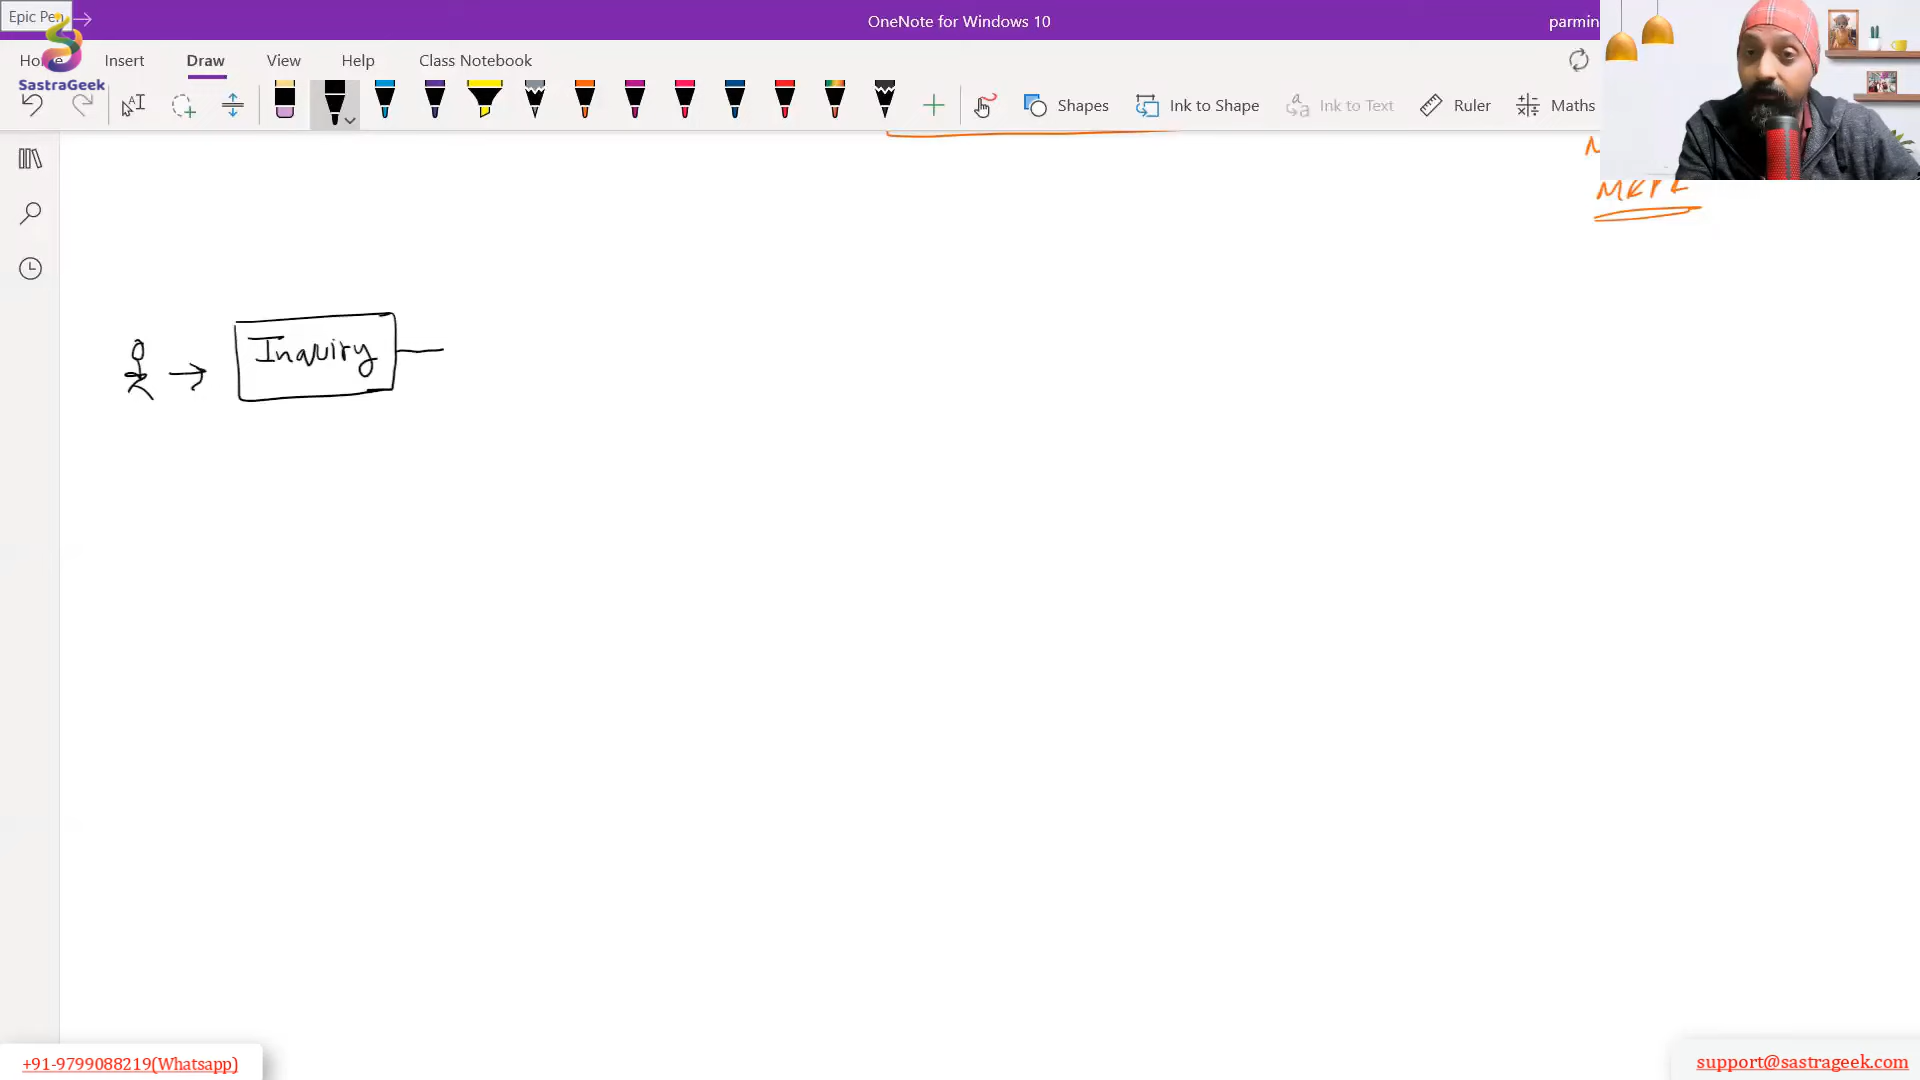 Epic Pen
OneNote for Windows 10
parmin
Home Insert Draw View Help Class Notebook
SastraGeek
Shapes Ink to Shape Ink to Text Ruler Maths
Inquiry
+91-9799088219(Whatsapp)
support@sastrageek.com